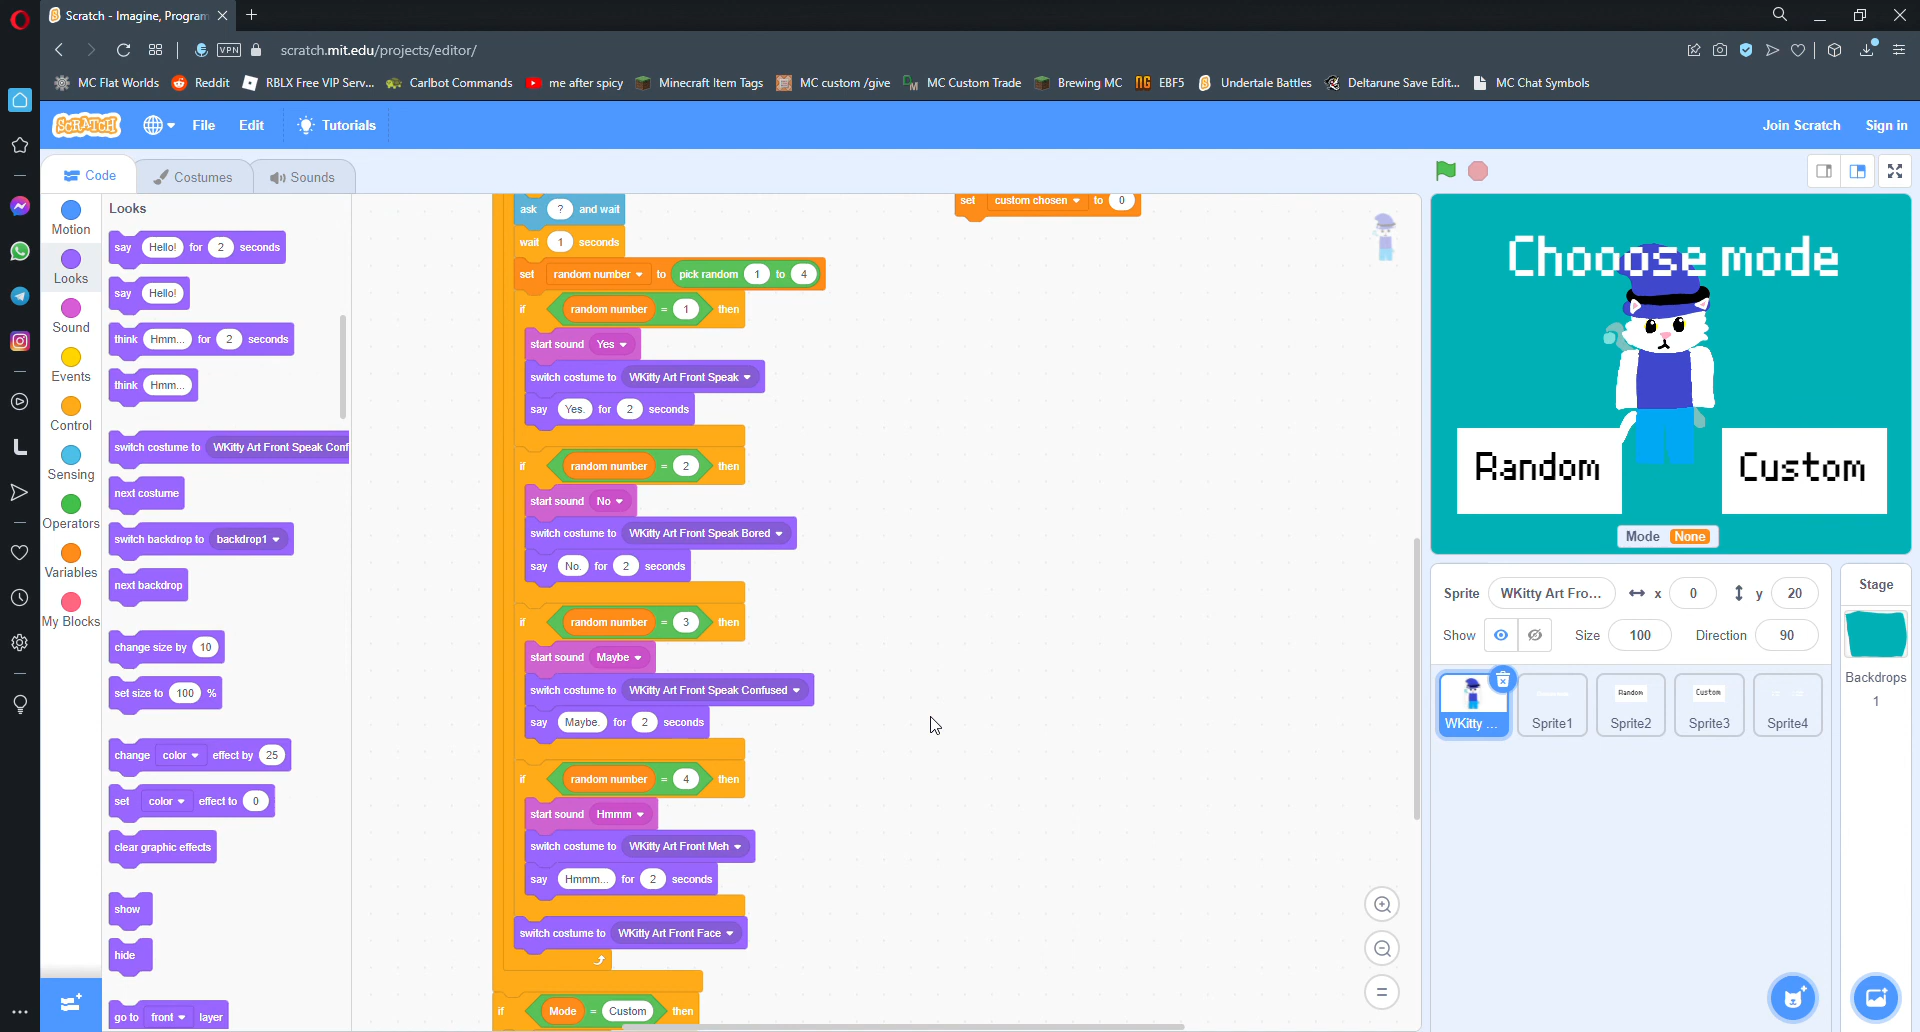 Scratch - Imagine, Program
VPN
scratch.mit.edu/projects/editor/
MC Flat Worlds
Reddit
RBLX Free VIP Serv...
Carlbot Commands
me after spicy
Minecraft Item Tags
MC custom /give
MC Custom Trade
Brewing MC
EBF5
Undertale Battles
Deltarune Save Edit...
MC Chat Symbols
SCRATCH
File
Edit
Tutorials
Join Scratch
Sign in
Code
Costumes
Sounds
Motion
Looks
Sound
Events
Control
Sensing
Operators
Variables
My Blocks
Looks
say Hello! for 2 seconds
say Hello!
think Hmm... for 2 seconds
think Hmm...
switch costume to WKitty Art Front Speak Conf
next costume
switch backdrop to backdrop1
next backdrop
change size by 10
set size to 100 %
change color effect by 25
set color effect to 0
clear graphic effects
show
hide
go to front layer
ask ? and wait
wait 1 seconds
set random number to pick random 1 to 4
if random number = 1 then
start sound Yes
switch costume to WKitty Art Front Speak
say Yes. for 2 seconds
if random number = 2 then
start sound No
switch costume to WKitty Art Front Speak Bored
say No. for 2 seconds
if random number = 3 then
start sound Maybe
switch costume to WKitty Art Front Speak Confused
say Maybe. for 2 seconds
if random number = 4 then
start sound Hmmm
switch costume to WKitty Art Front Meh
say Hmmm... for 2 seconds
switch costume to WKitty Art Front Face
if Mode = Custom then
set custom chosen to 0
Chooose mode
Random
Custom
Mode None
Sprite WKitty Art Fro... x 0 y 20
Show Size 100 Direction 90
WKitty ...
Sprite1
Random
Sprite2
Custom
Sprite3
Sprite4
Stage
Backdrops
1